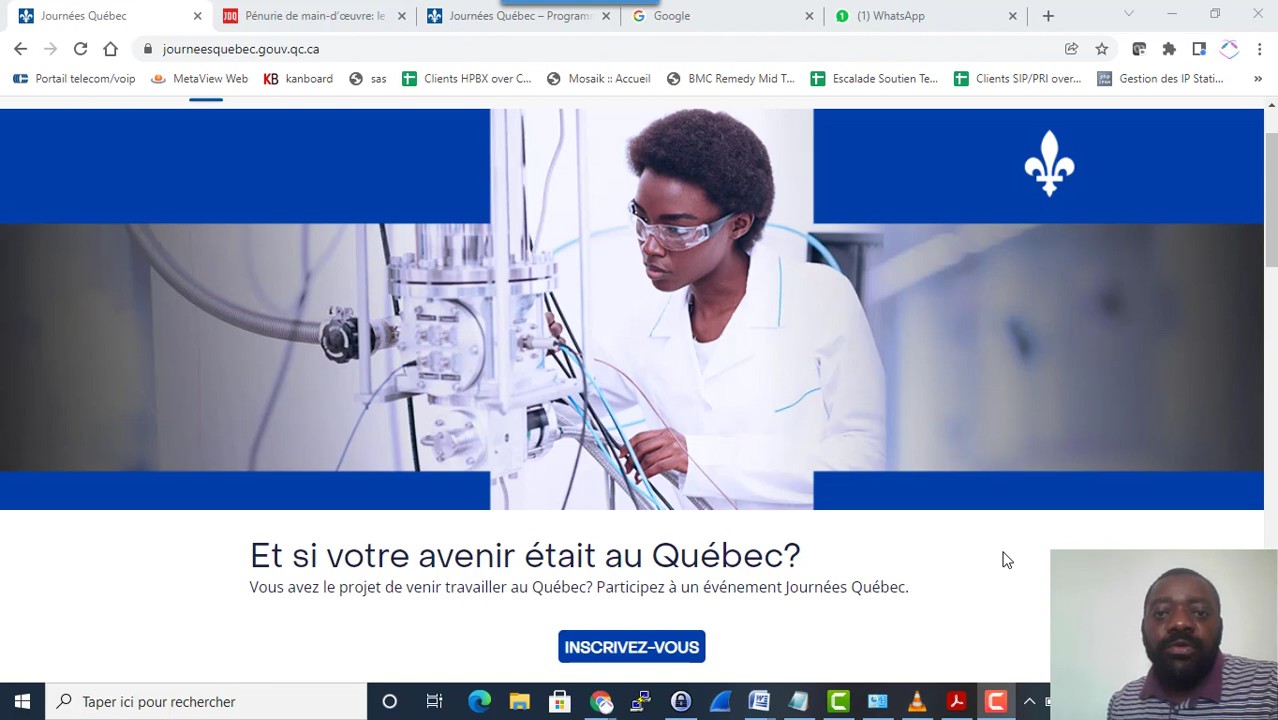 Journées Québec
Pénurie de main-d'œuvre le
Journées Québec – Program
Google
(1) WhatsApp
journeesquebec.gouv.qc.ca
Portail telecom/voip
MetaView Web
KB kanboard
sas
Clients HPBX over C...
Mosaik :: Accueil
BMC Remedy Mid T...
Escalade Soutien Te...
Clients SIP/PRI over...
Gestion des IP Stati...
Et si votre avenir était au Québec?
Vous avez le projet de venir travailler au Québec? Participez à un événement Journées Québec.
INSCRIVEZ-VOUS
Taper ici pour rechercher